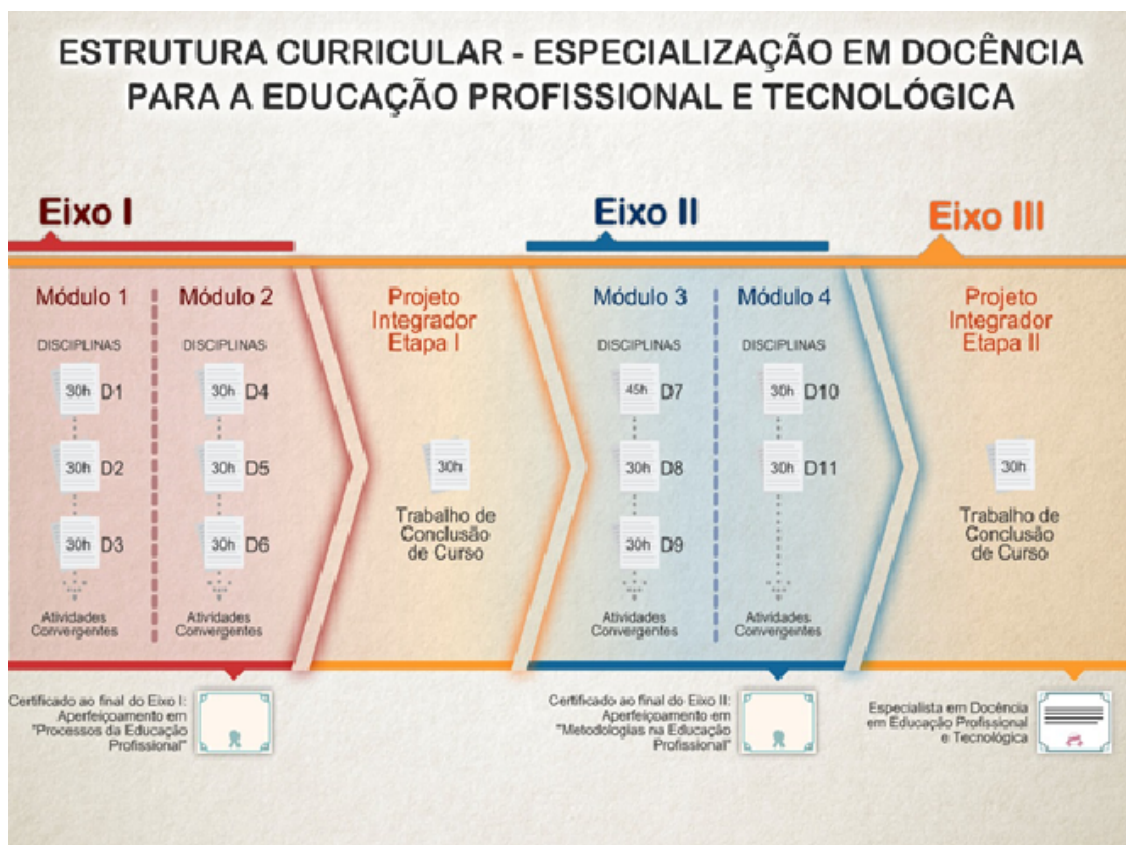 ESTRUTURA CURRICULAR - ESPECIALIZAÇÃO EM DOCÊNCIA
PARA A EDUCAÇÃO PROFISSIONAL E TECNOLÓGICA
Eixo I
Módulo 1
DISCIPLINAS
30h D1
30h D2
30h D3
Atividades
Convergentes
Módulo 2
DISCIPLINAS
30h D4
30h D5
30h D6
Atividades
Convergentes
Projeto
Integrador
Etapa I
30h
Trabalho de
Conclusão
de Curso
Eixo II
Módulo 3
DISCIPLINAS
45h D7
30h D8
30h D9
Atividades
Convergentes
Módulo 4
DISCIPLINAS
30h D10
30h D11
Atividades
Convergentes
Eixo III
Projeto
Integrador
Etapa II
30h
Trabalho de
Conclusão
de Curso
Certificado ao final do Eixo I:
Aperfeiçoamento em
"Processos da Educação
Profissional"
Certificado ao final do Eixo II:
Aperfeiçoamento em
"Metodologias na Educação
Profissional"
Especialista em Docência
em Educação Profissional
e Tecnológica